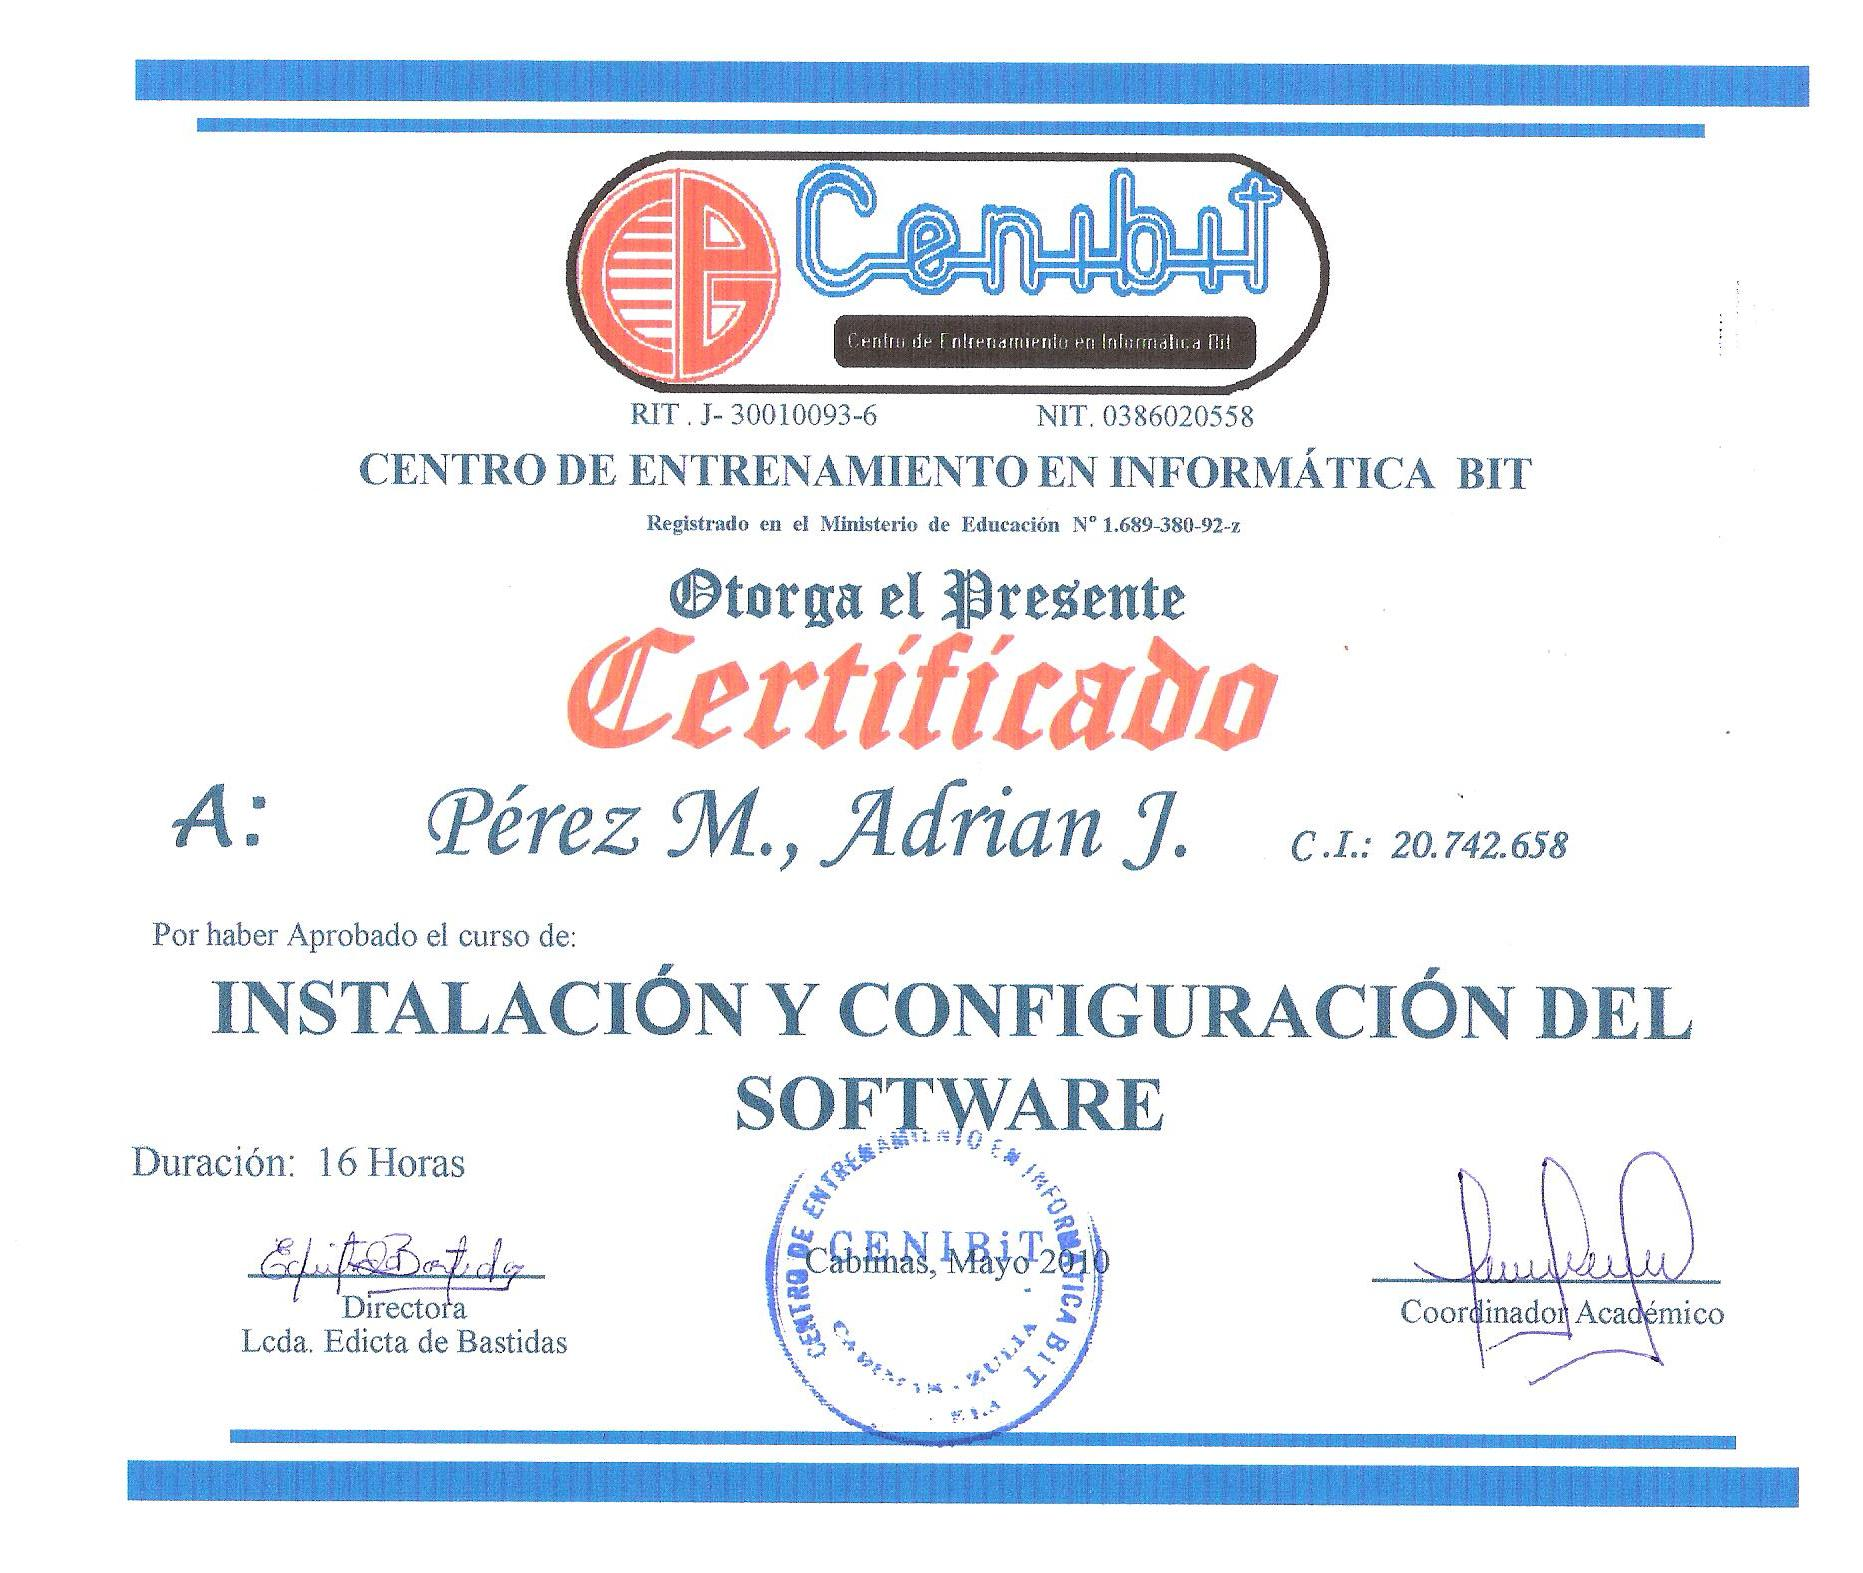 Cenibit
Centro de Entrenamiento en Informática Bit
RIT . J- 30010093-6 NIT. 0386020558
CENTRO DE ENTRENAMIENTO EN INFORMÁTICA BIT
Registrado en el Ministerio de Educación Nº 1.689-380-92-z
Otorga el Presente
Certificado
A: Pérez M., Adrian J. C.I.: 20.742.658
Por haber Aprobado el curso de:
INSTALACIÓN Y CONFIGURACIÓN DEL
SOFTWARE
Duración: 16 Horas
CENTRO DE ENTRENAMIENTO EN INFORMATICA BiT
CENIBiT
Cabimas, Mayo 2010
CABIMAS - ZULIA
Directora
Lcda. Edicta de Bastidas
Coordinador Académico